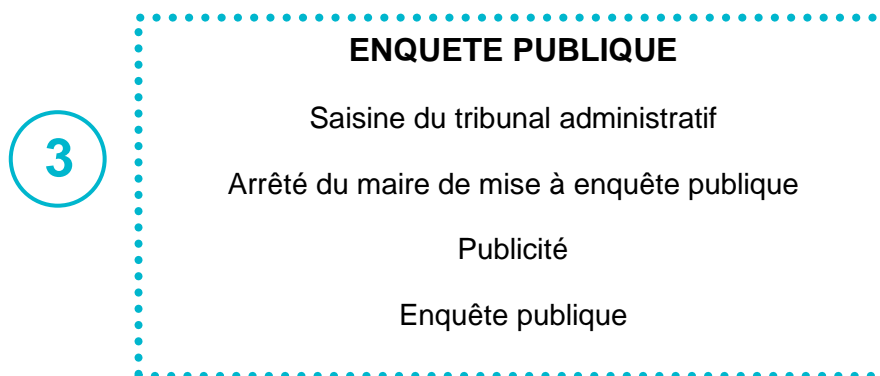 ENQUETE PUBLIQUE
Saisine du tribunal administratif
3
Arrêté du maire de mise à enquête publique
Publicité
Enquête publique